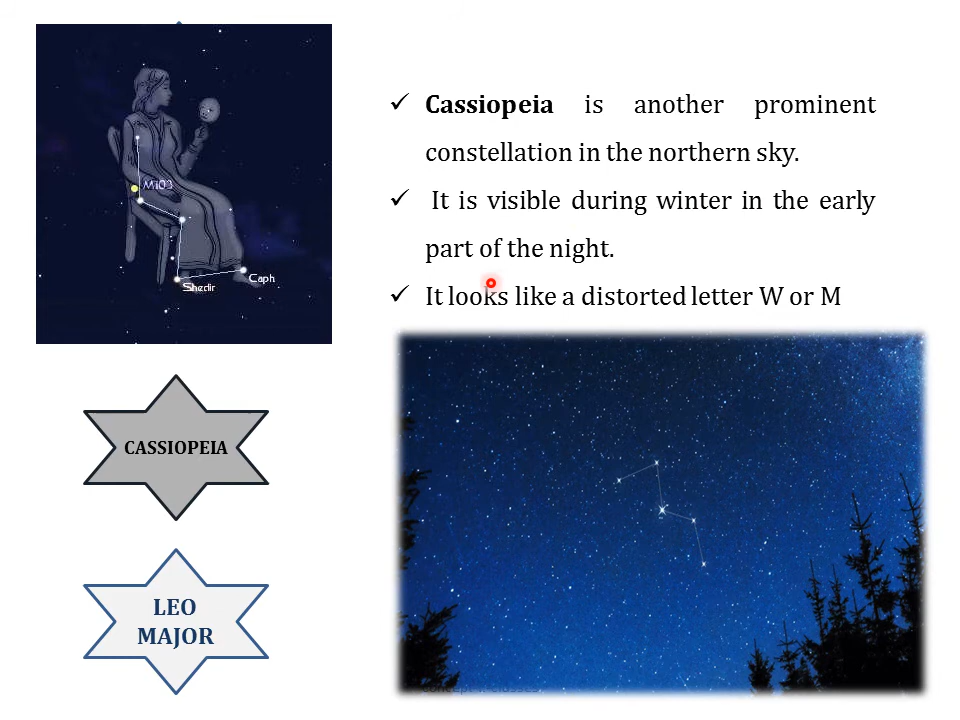 M103
Shedir
Caph
✓ Cassiopeia is another prominent
constellation in the northern sky.
✓ It is visible during winter in the early
part of the night.
✓ It looks like a distorted letter W or M
CASSIOPEIA
LEO
MAJOR